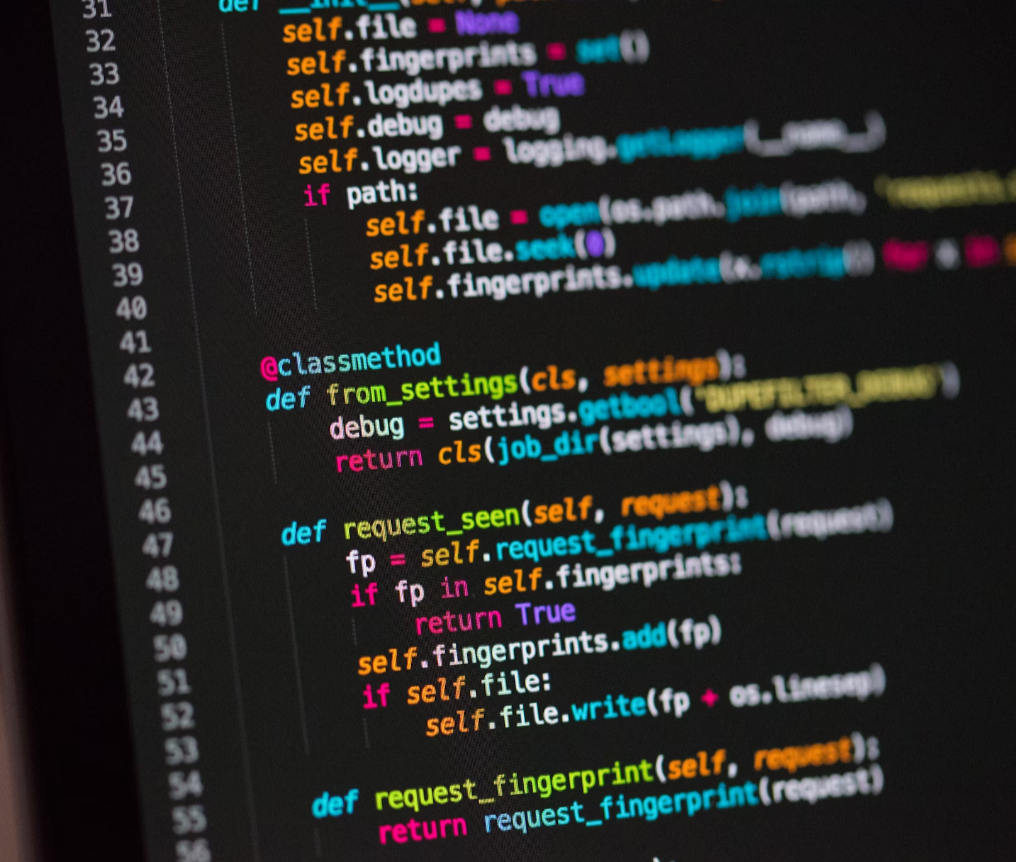 31 def __init__(self,
32 self.file = None
33 self.fingerprints = set()
34 self.logdupes = True
35 self.debug = debug
36 self.logger = logging.getLogger(__name__)
37 if path:
38 self.file = open(os.path.join(path, 'requests.
39 self.file.seek(0)
40 self.fingerprints.update(x.rstrip() for x in
41
42 @classmethod
43 def from_settings(cls, settings):
44 debug = settings.getbool('DUPEFILTER_DEBUG')
45 return cls(job_dir(settings), debug)
46
47 def request_seen(self, request):
48 fp = self.request_fingerprint(request)
49 if fp in self.fingerprints:
50 return True
51 self.fingerprints.add(fp)
52 if self.file:
53 self.file.write(fp + os.linesep)
54
55 def request_fingerprint(self, request):
56 return request_fingerprint(request)